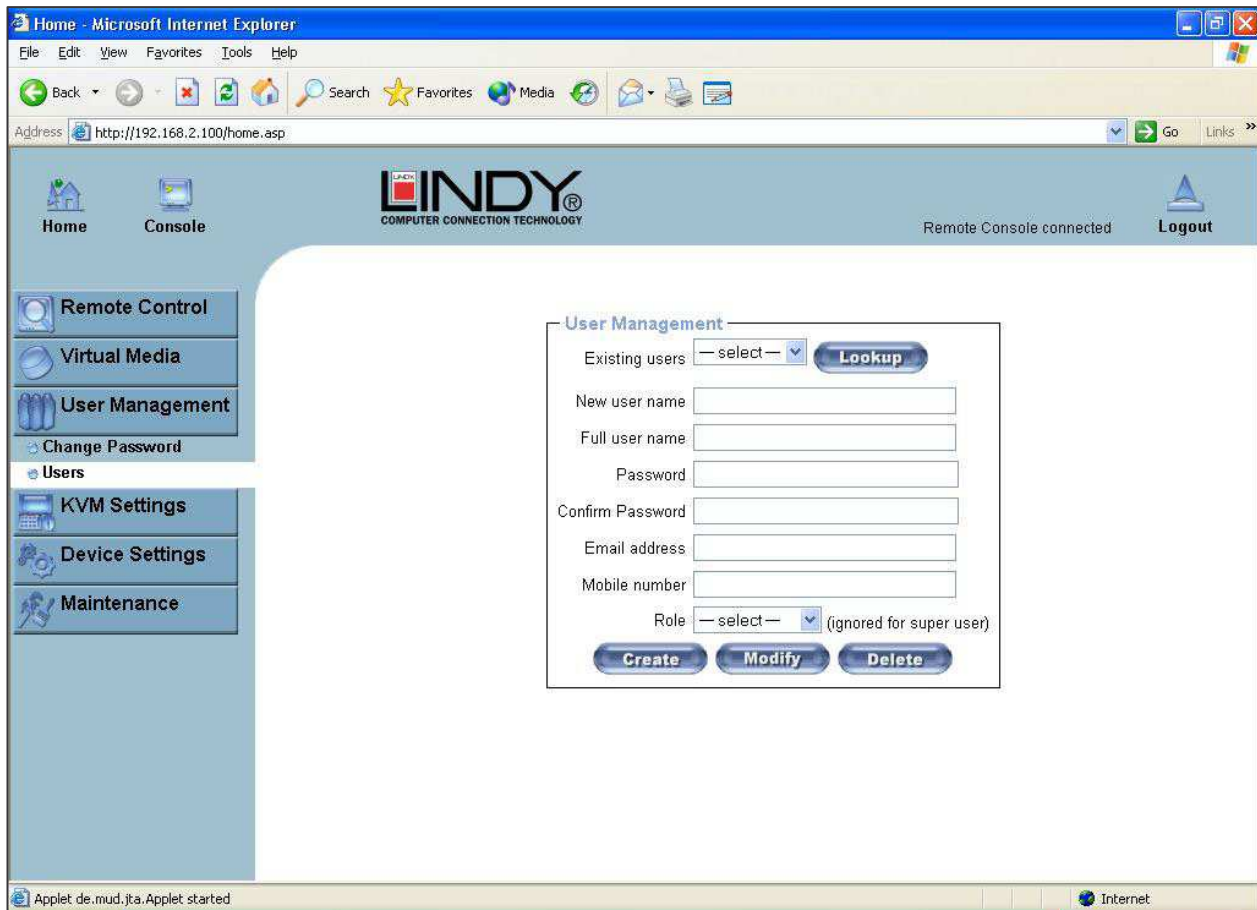 Home - Microsoft Internet Explorer
File Edit View Favorites Tools Help
Back Search Favorites Media
Address http://192.168.2.100/home.asp Go Links »
Home Console
LINDY
LINDY®
COMPUTER CONNECTION TECHNOLOGY
Remote Console connected
Logout
Remote Control
Virtual Media
User Management
Change Password
Users
KVM Settings
Device Settings
Maintenance
User Management
Existing users — select — Lookup
New user name
Full user name
Password
Confirm Password
Email address
Mobile number
Role — select — (ignored for super user)
Create Modify Delete
Applet de.mud.jta.Applet started Internet